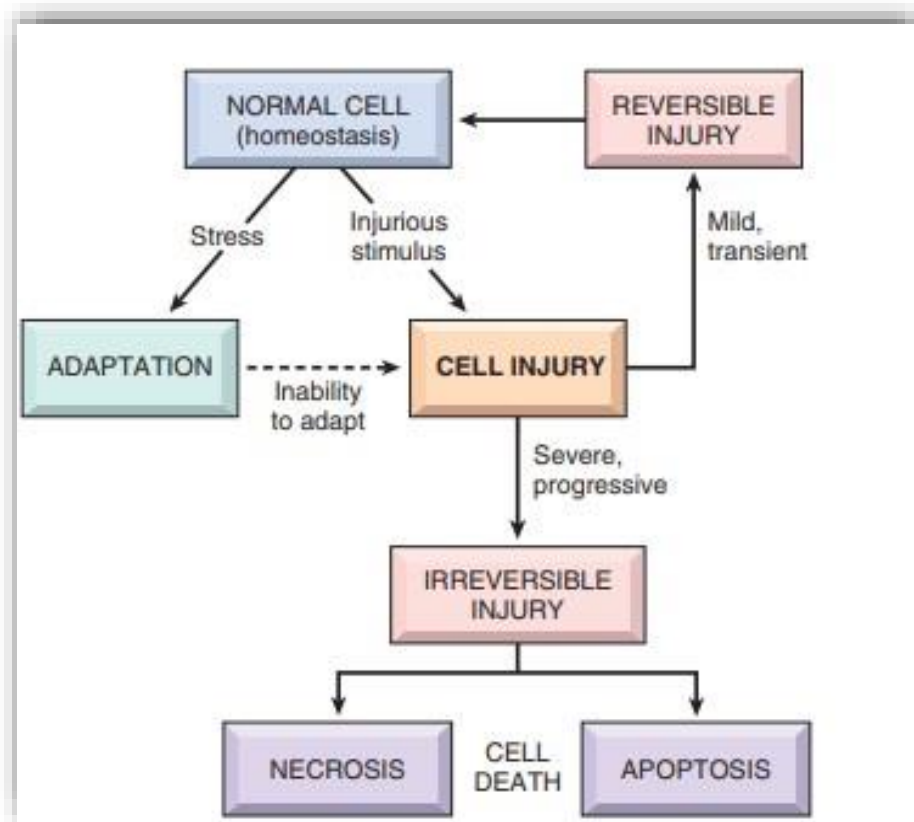 NORMAL CELL
(homeostasis)
REVERSIBLE
INJURY
Stress
Injurious
stimulus
Mild,
transient
ADAPTATION
Inability
to adapt
CELL INJURY
Severe,
progressive
IRREVERSIBLE
INJURY
NECROSIS
CELL
DEATH
APOPTOSIS